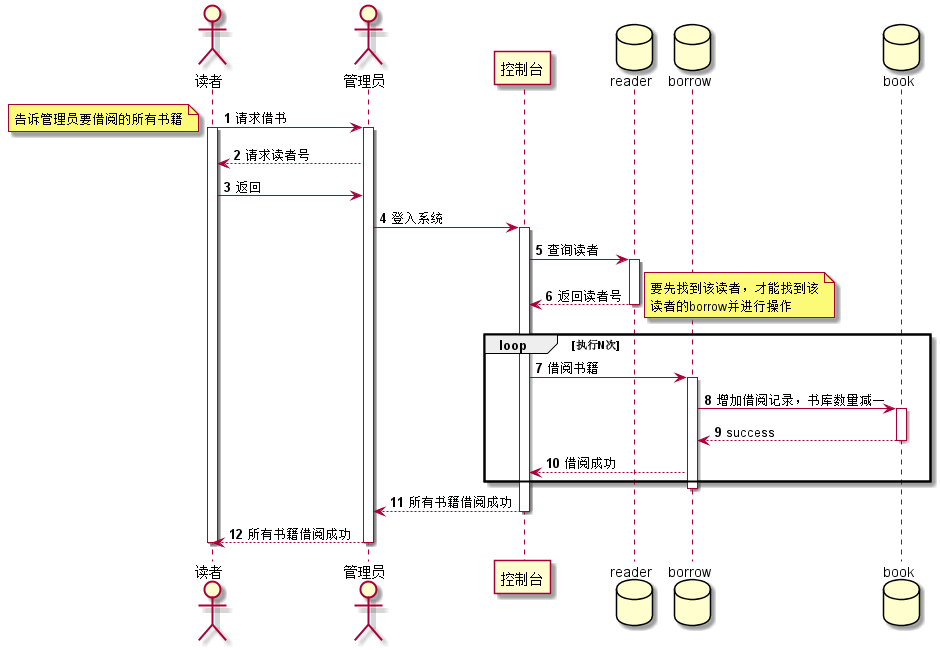 读者
管理员
控制台
reader
borrow
book
告诉管理员要借阅的所有书籍
1 请求借书
2 请求读者号
3 返回
4 登入系统
5 查询读者
6 返回读者号
要先找到该读者，才能找到该
读者的borrow并进行操作
loop
[执行N次]
7 借阅书籍
8 增加借阅记录，书库数量减一
9 success
10 借阅成功
11 所有书籍借阅成功
12 所有书籍借阅成功
读者
管理员
控制台
reader
borrow
book